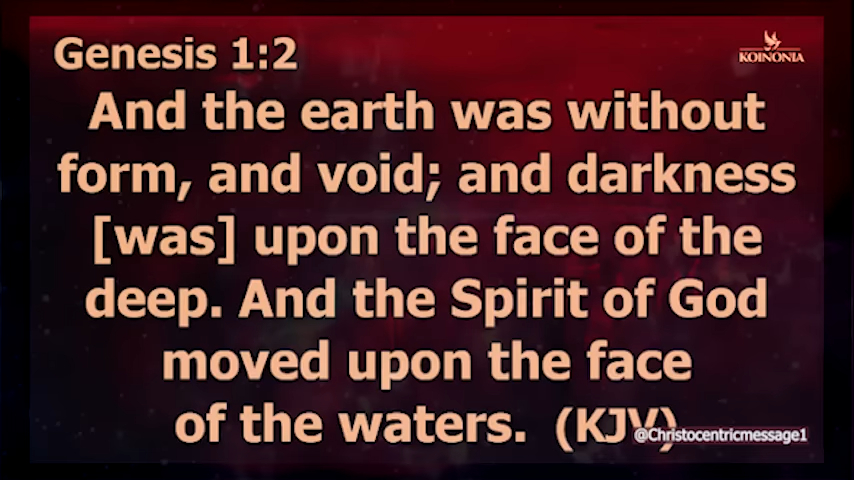 Genesis 1:2
KOINONIA
And the earth was without
form, and void; and darkness
[was] upon the face of the
deep. And the Spirit of God
moved upon the face
of the waters. (KJV)
@Christocentricmessage1